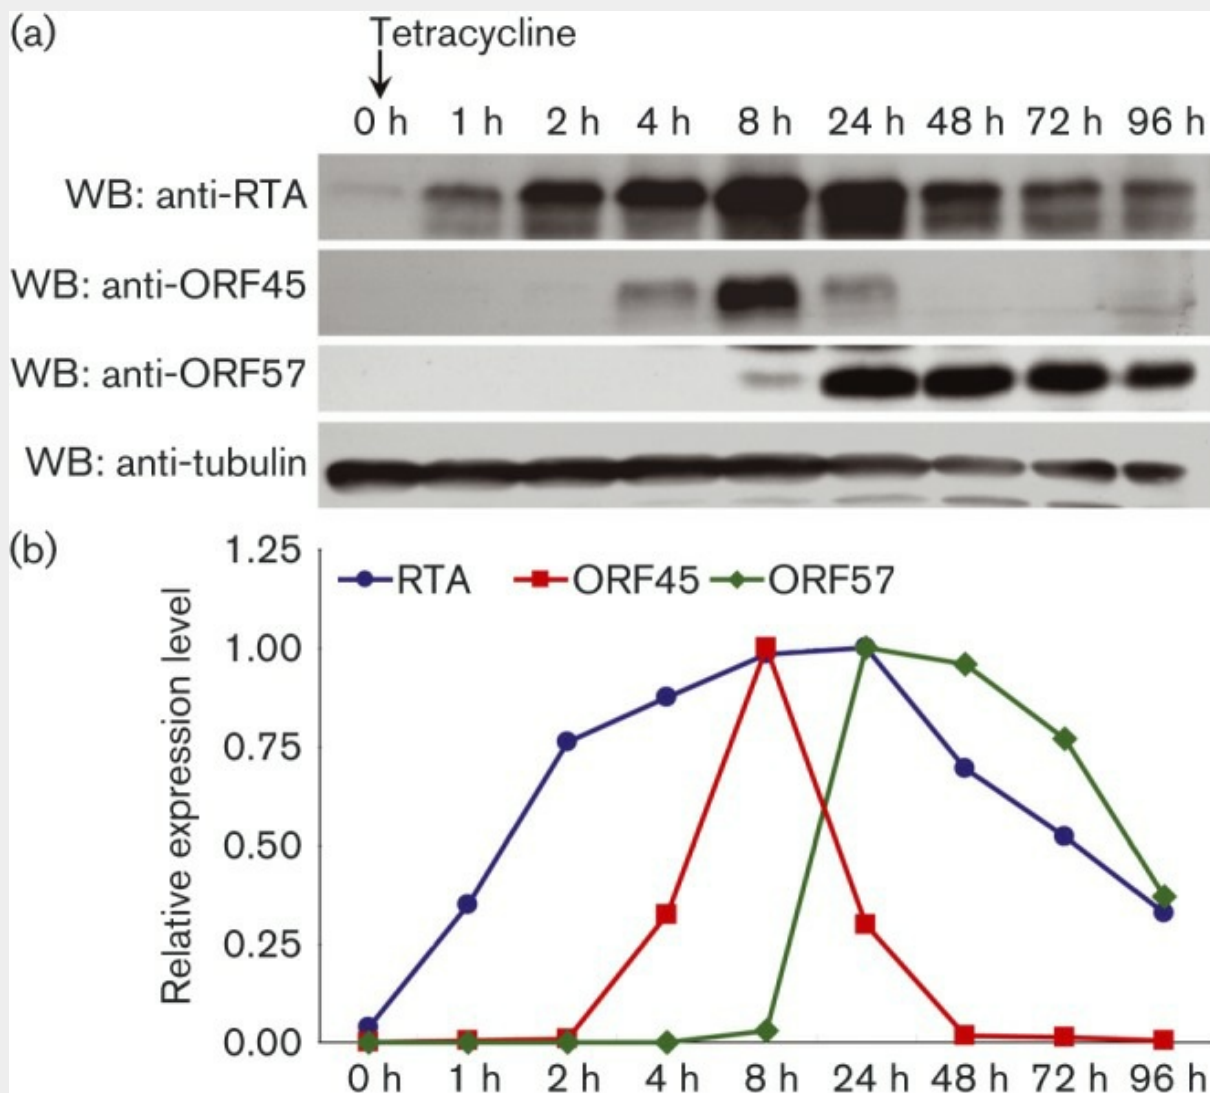 (a)
Tetracycline
0 h 1 h 2 h 4 h 8 h 24 h 48 h 72 h 96 h
WB: anti-RTA
WB: anti-ORF45
WB: anti-ORF57
WB: anti-tubulin
(b)
1.25
RTA ORF45 ORF57
1.00
0.75
0.50
0.25
0.00
Relative expression level
0 h 1 h 2 h 4 h 8 h 24 h 48 h 72 h 96 h